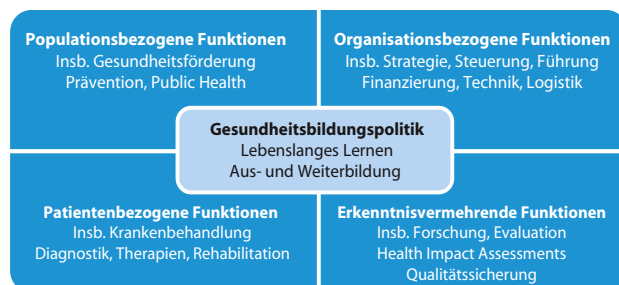 Populationsbezogene Funktionen
Insb. Gesundheitsförderung
Prävention, Public Health
Organisationsbezogene Funktionen
Insb. Strategie, Steuerung, Führung
Finanzierung, Technik, Logistik
Gesundheitsbildungspolitik
Lebenslanges Lernen
Aus- und Weiterbildung
Patientenbezogene Funktionen
Insb. Krankenbehandlung
Diagnostik, Therapien, Rehabilitation
Erkenntnisvermehrende Funktionen
Insb. Forschung, Evaluation
Health Impact Assessments
Qualitätssicherung